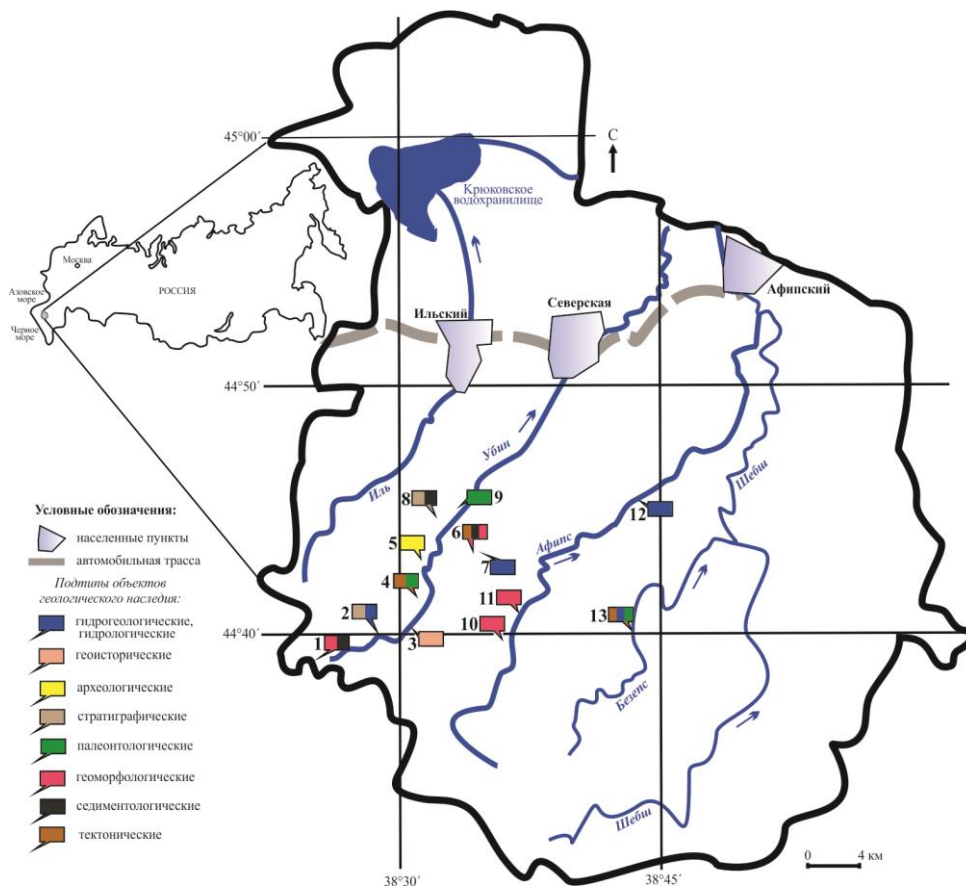 45°00′
С
Крюковское
водохранилище
Москва
РОССИЯ
Азовское
море
Черное
море
Ильский
Северская
Афипский
44°50′
Иль
Убин
Афипс
Шебш
Условные обозначения:
населенные пункты
автомобильная трасса
Подтипы объектов
геологического наследия:
гидрогеологические,
гидрологические
геоисторические
археологические
стратиграфические
палеонтологические
геоморфологические
седиментологические
тектонические
8
9
5
6
12
7
4
11
2
10
13
44°40′
1
3
Безепс
Шебш
0 4 км
38°30′
38°45′